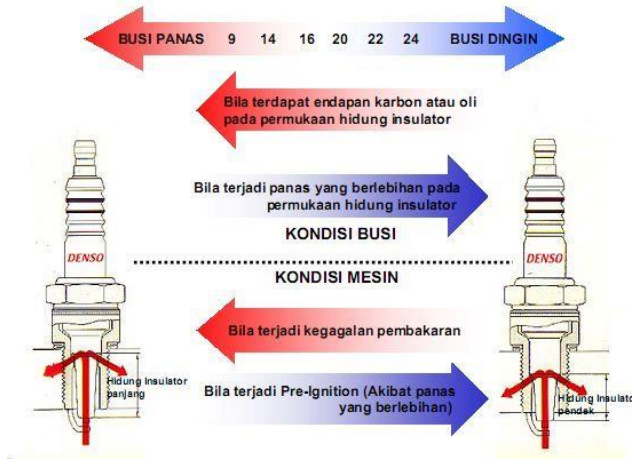 BUSI PANAS 9 14 16 20 22 24 BUSI DINGIN
Bila terdapat endapan karbon atau oli
pada permukaan hidung insulator
Bila terjadi panas yang berlebihan pada
permukaan hidung insulator
KONDISI BUSI
DENSO
DENSO
KONDISI MESIN
Bila terjadi kegagalan pembakaran
Hidung Insulator
panjang
Bila terjadi Pre-Ignition (Akibat panas
yang berlebihan)
Hidung Insulator
pendek